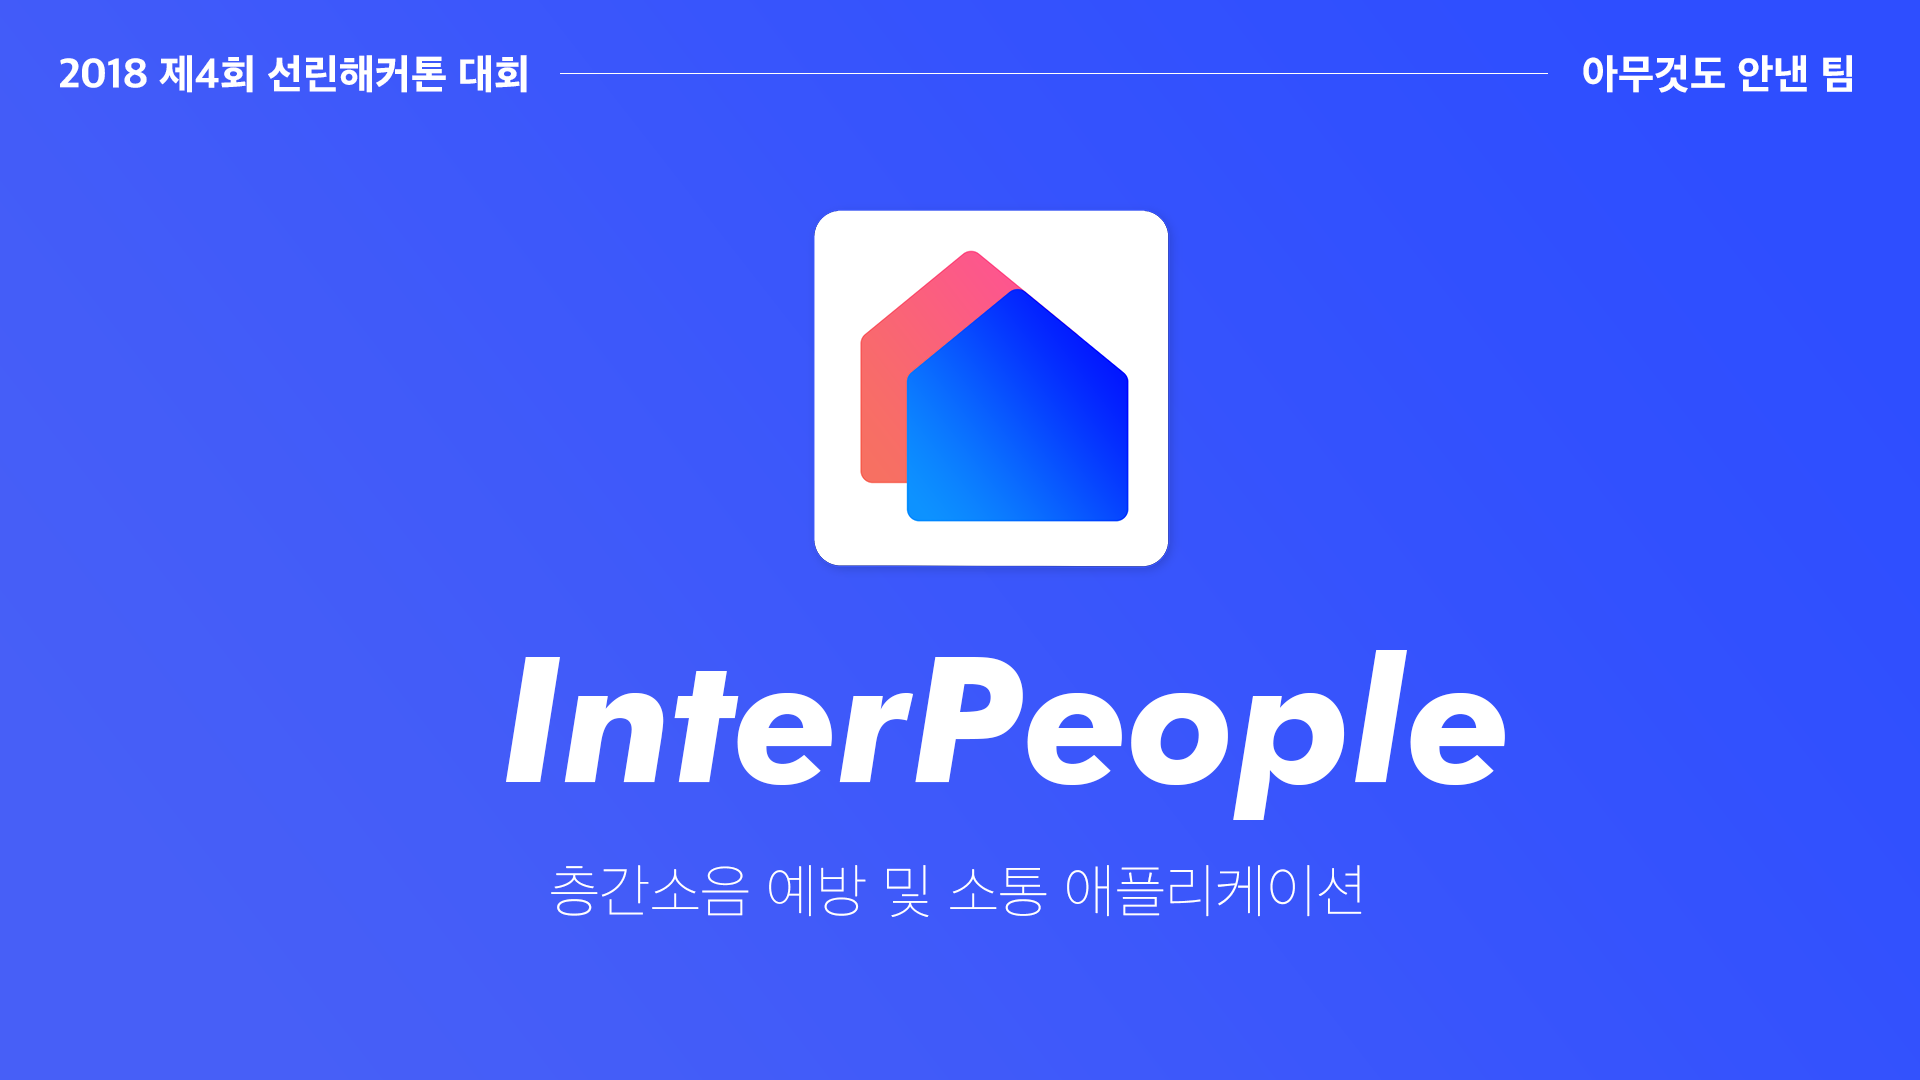 2018 제4회 선린해커톤 대회
아무것도 안낸 팀
InterPeople
층간소음 예방 및 소통 애플리케이션